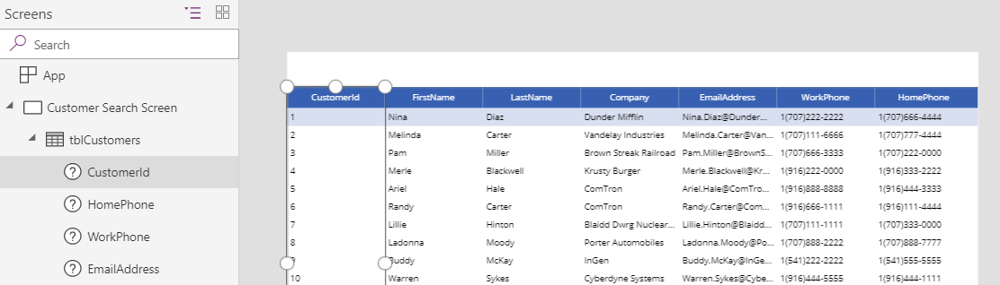 Screens
Search
App
Customer Search Screen
tblCustomers
CustomerId
HomePhone
WorkPhone
EmailAddress
CustomerId FirstName LastName Company EmailAddress WorkPhone HomePhone
1 Nina Diaz Dunder Mifflin Nina.Diaz@Dunder... 1(707)222-2222 1(707)666-4444
2 Melinda Carter Vandelay Industries Melinda.Carter@Van... 1(707)111-6666 1(707)777-4444
3 Pam Miller Brown Streak Railroad Pam.Miller@BrownS... 1(707)666-3333 1(707)222-0000
4 Merle Blackwell Krusty Burger Merle.Blackwell@Kr... 1(916)222-0000 1(916)333-2222
5 Ariel Hale ComTron Ariel.Hale@ComTro... 1(916)888-8888 1(916)444-3333
6 Randy Carter ComTron Randy.Carter@Com... 1(916)666-1111 1(916)111-4444
7 Lillie Hinton Blaidd Dwrg Nuclear... Lillie.Hinton@Blaidd... 1(707)111-1111 1(707)333-0000
8 Ladonna Moody Porter Automobiles Ladonna.Moody@Po... 1(707)888-2222 1(707)888-7777
9 Buddy McKay InGen Buddy.McKay@InGe... 1(541)222-2222 1(541)555-5555
10 Warren Sykes Cyberdyne Systems Warren.Sykes@Cybe... 1(916)444-5555 1(916)444-1111